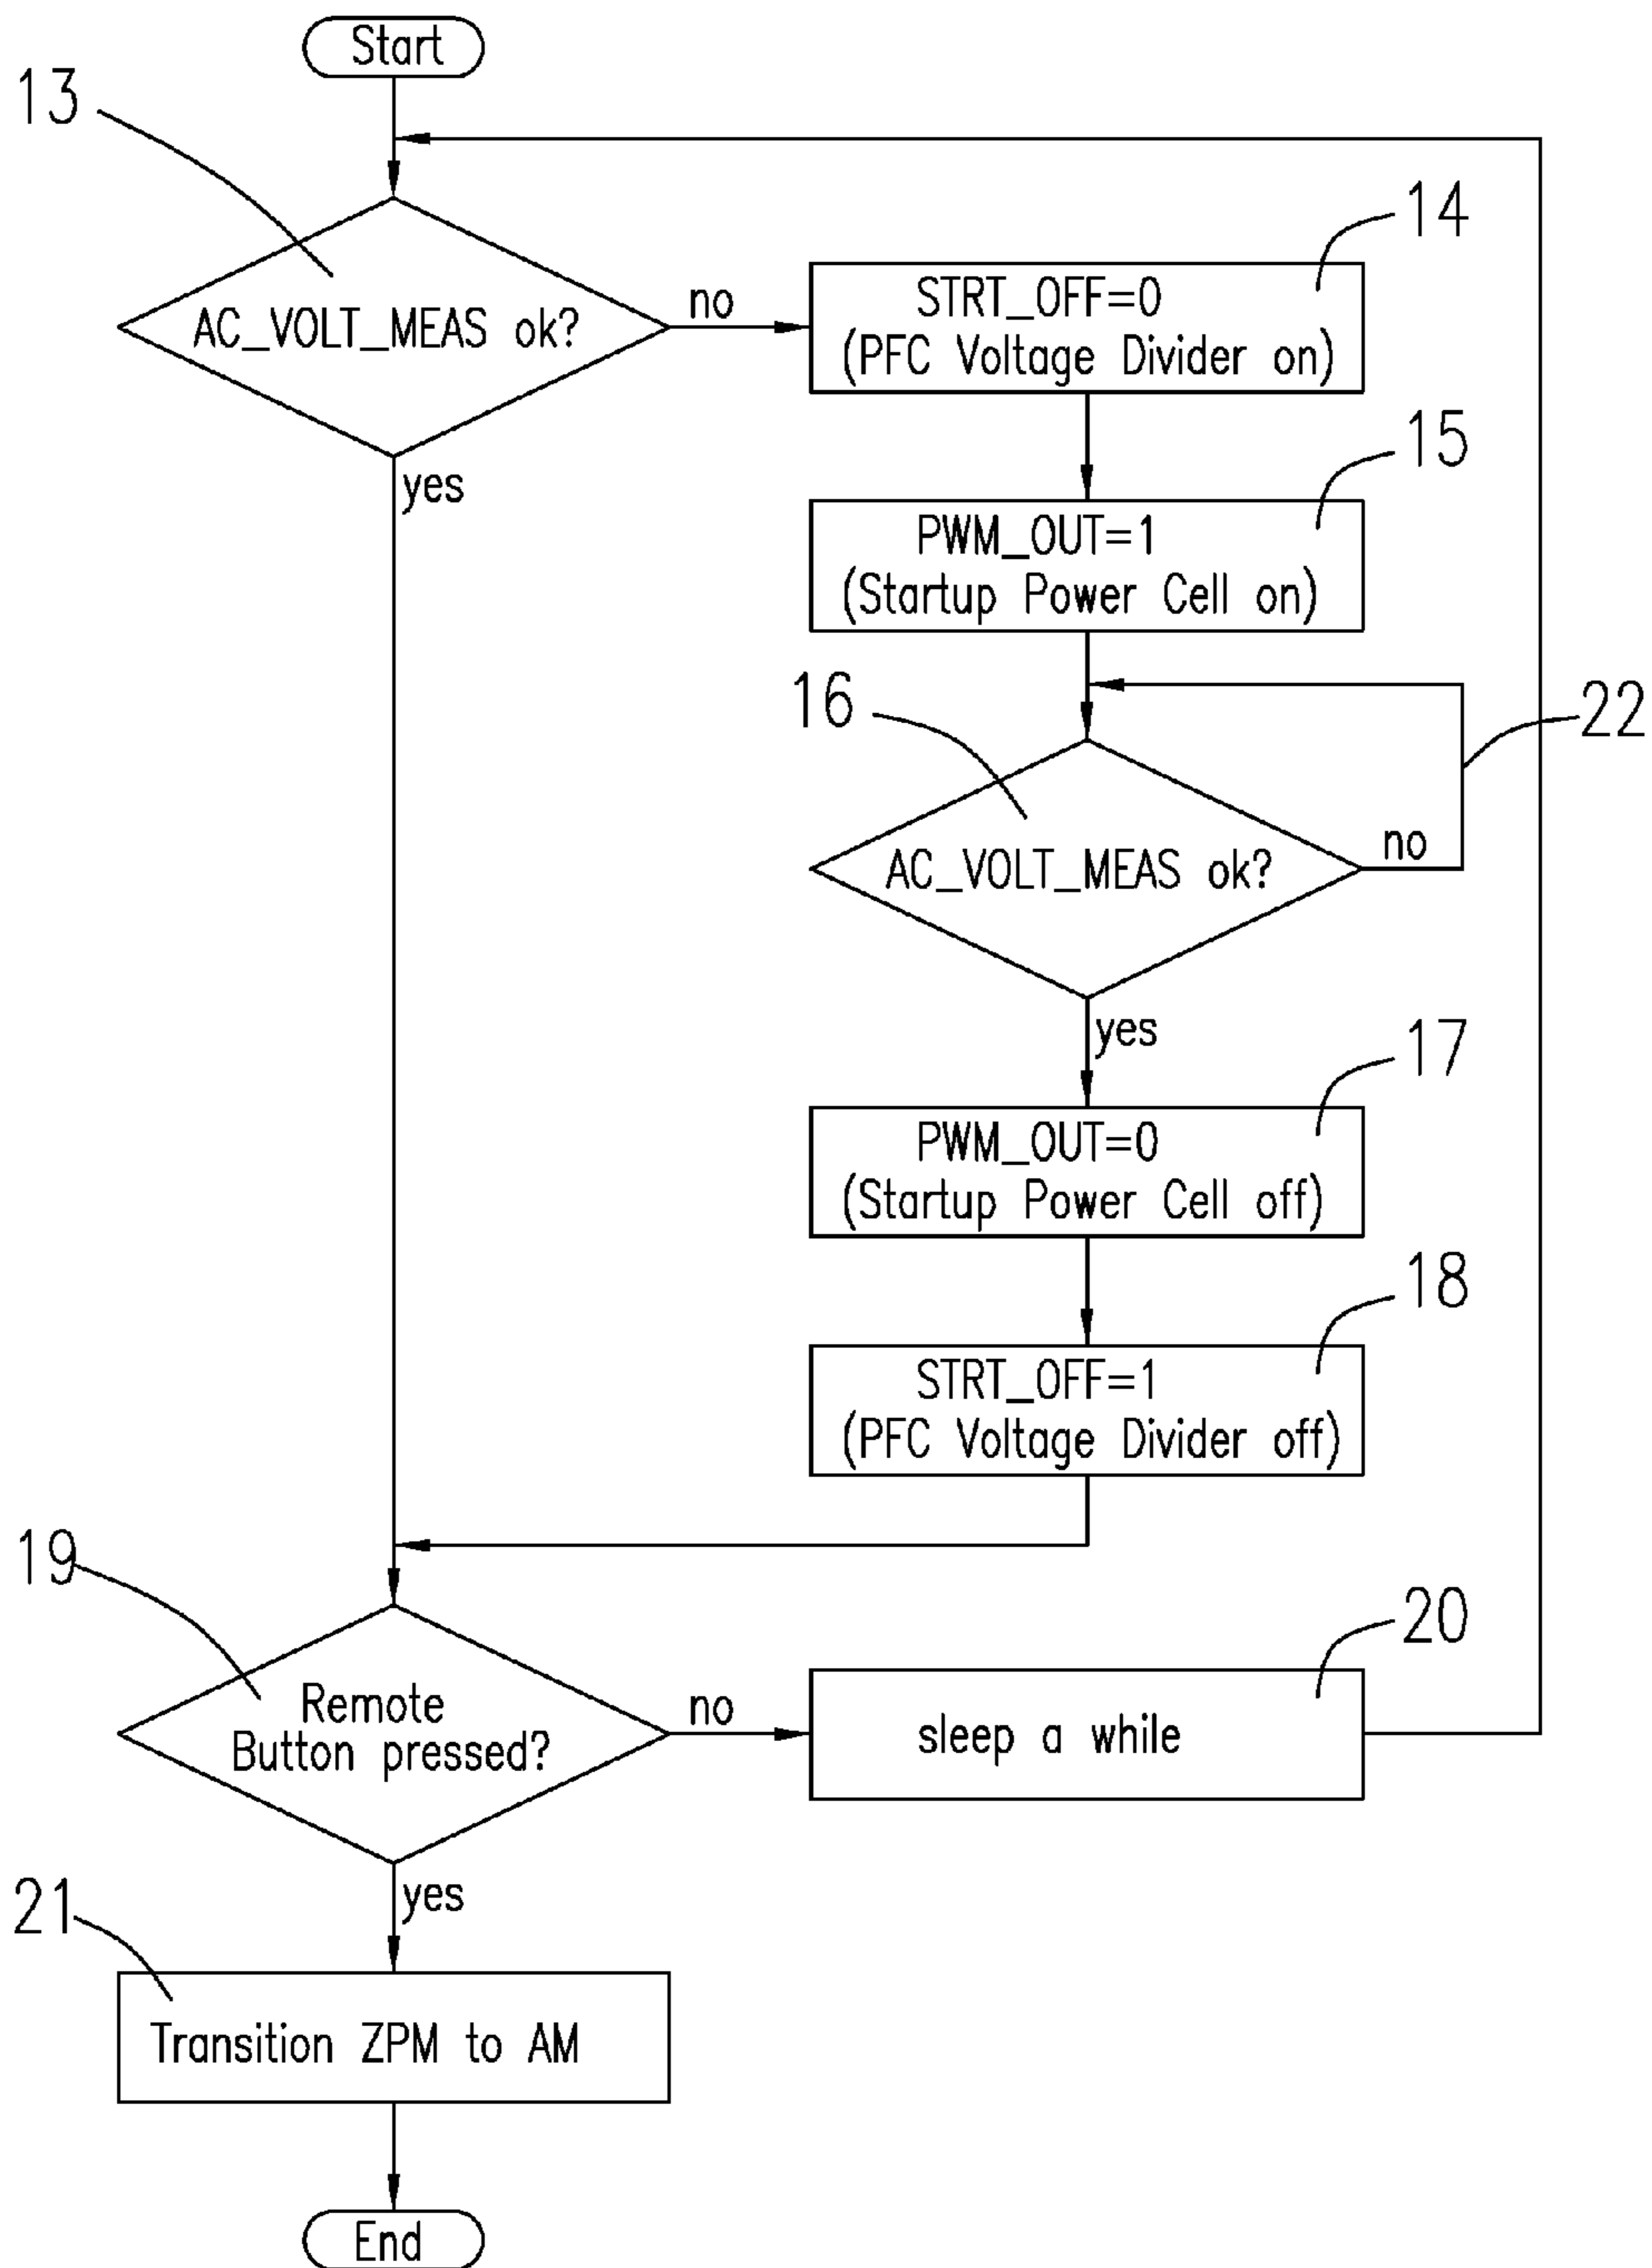 Start
13
14
AC_VOLT_MEAS ok?
no
STRT_OFF=0
(PFC Voltage Divider on)
yes
15
PWM_OUT=1
(Startup Power Cell on)
16
22
AC_VOLT_MEAS ok?
no
yes
17
PWM_OUT=0
(Startup Power Cell off)
18
STRT_OFF=1
(PFC Voltage Divider off)
19
Remote
Button pressed?
no
20
sleep a while
yes
21
Transition ZPM to AM
End